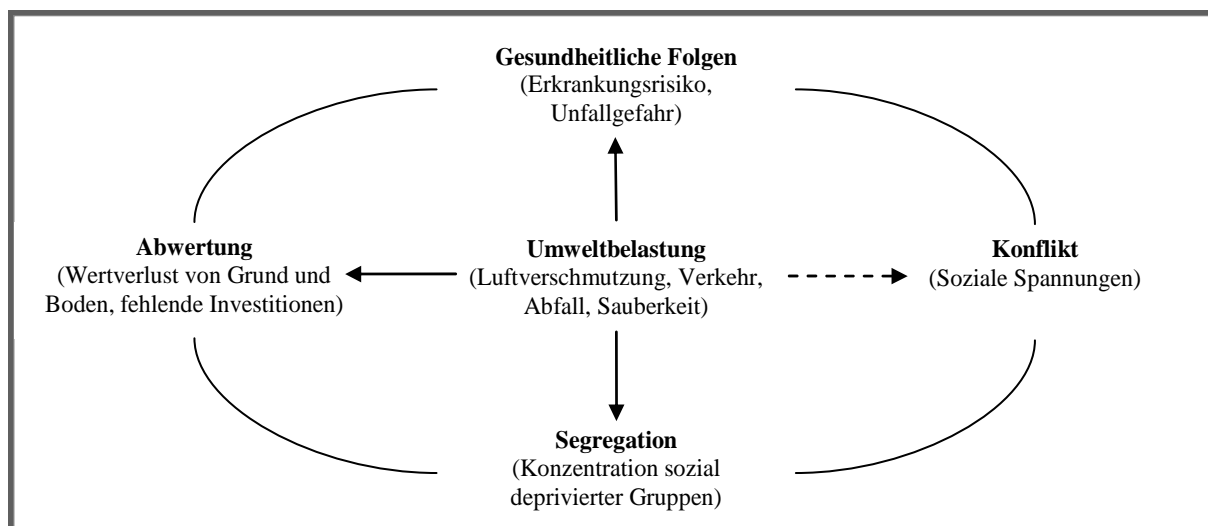 Gesundheitliche Folgen
(Erkrankungsrisiko,
Unfallgefahr)
Abwertung
(Wertverlust von Grund und
Boden, fehlende Investitionen)
Umweltbelastung
(Luftverschmutzung, Verkehr,
Abfall, Sauberkeit)
Konflikt
(Soziale Spannungen)
Segregation
(Konzentration sozial
deprivierter Gruppen)